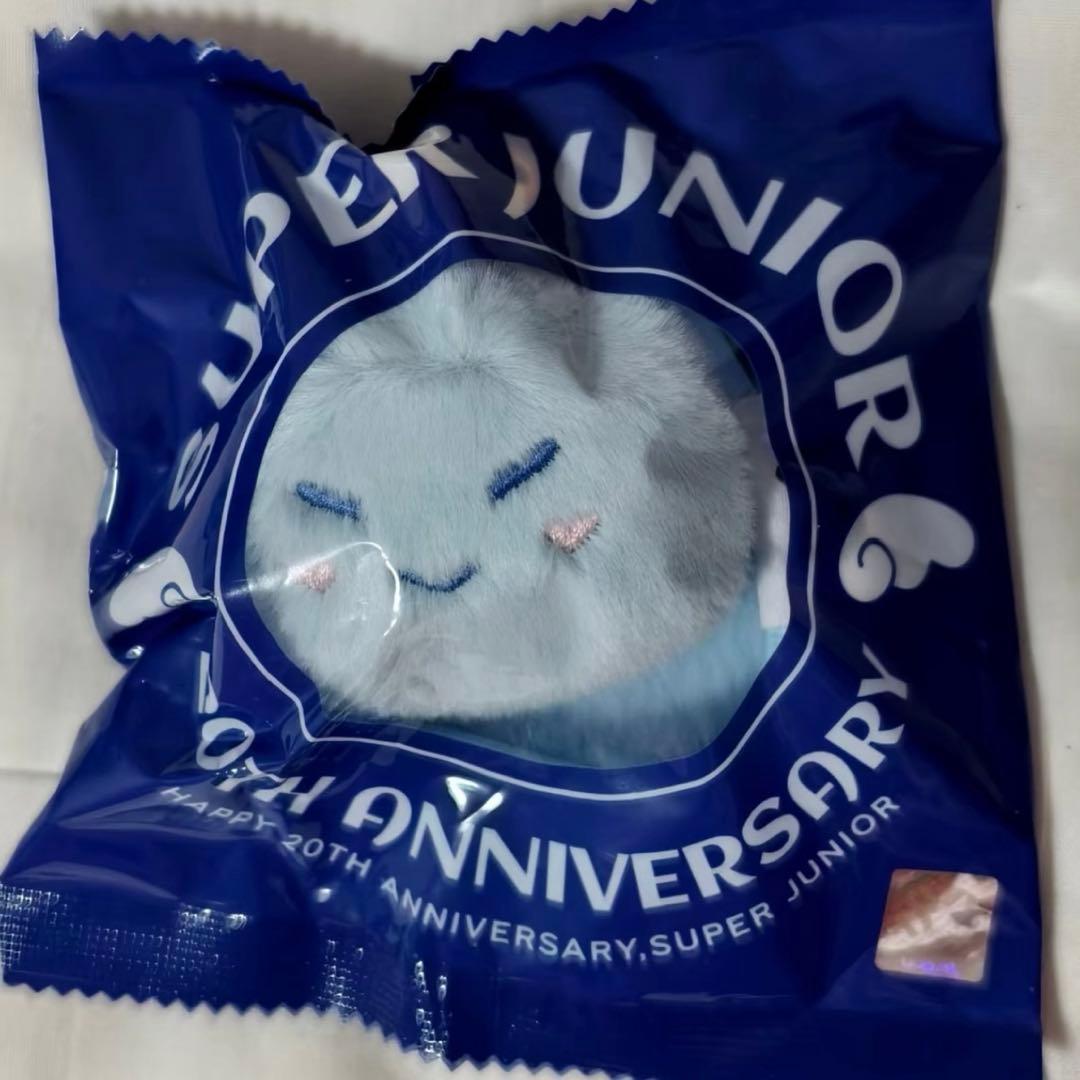 SUPER JUNIOR
20TH ANNIVERSARY
HAPPY 20TH ANNIVERSARY,SUPER JUNIOR